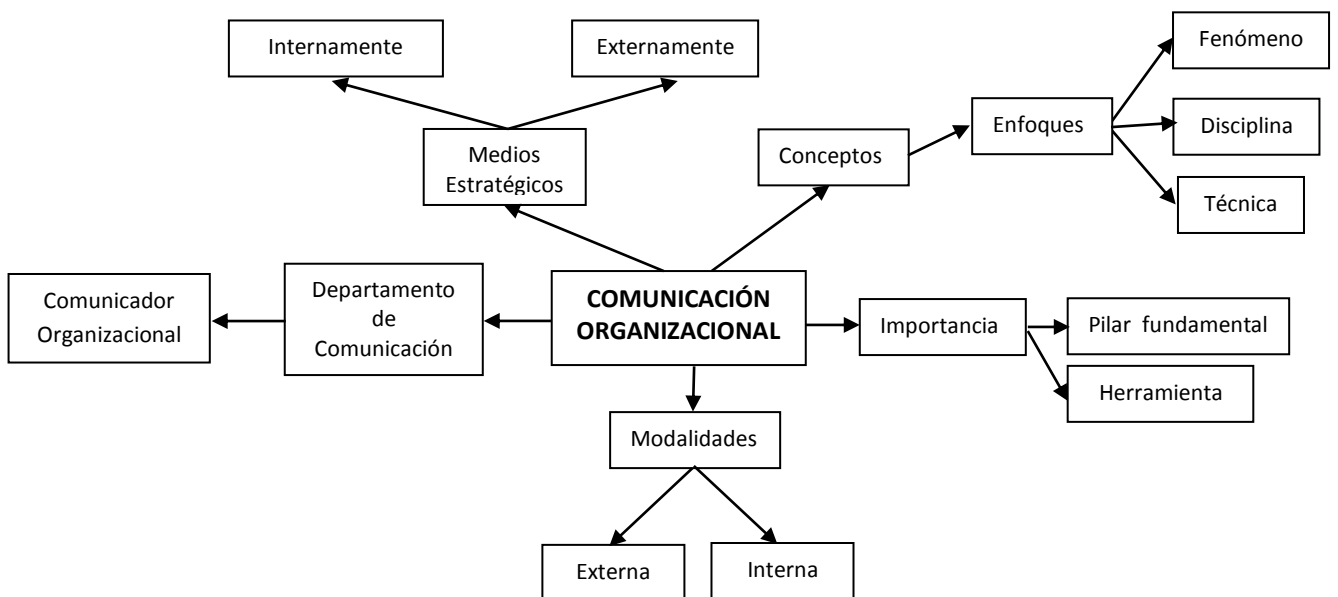 Internamente
Externamente
Fenómeno
Enfoques
Disciplina
Medios
Estratégicos
Conceptos
Técnica
Comunicador
Organizacional
Departamento
de
Comunicación
COMUNICACIÓN
ORGANIZACIONAL
Importancia
Pilar fundamental
Herramienta
Modalidades
Externa
Interna